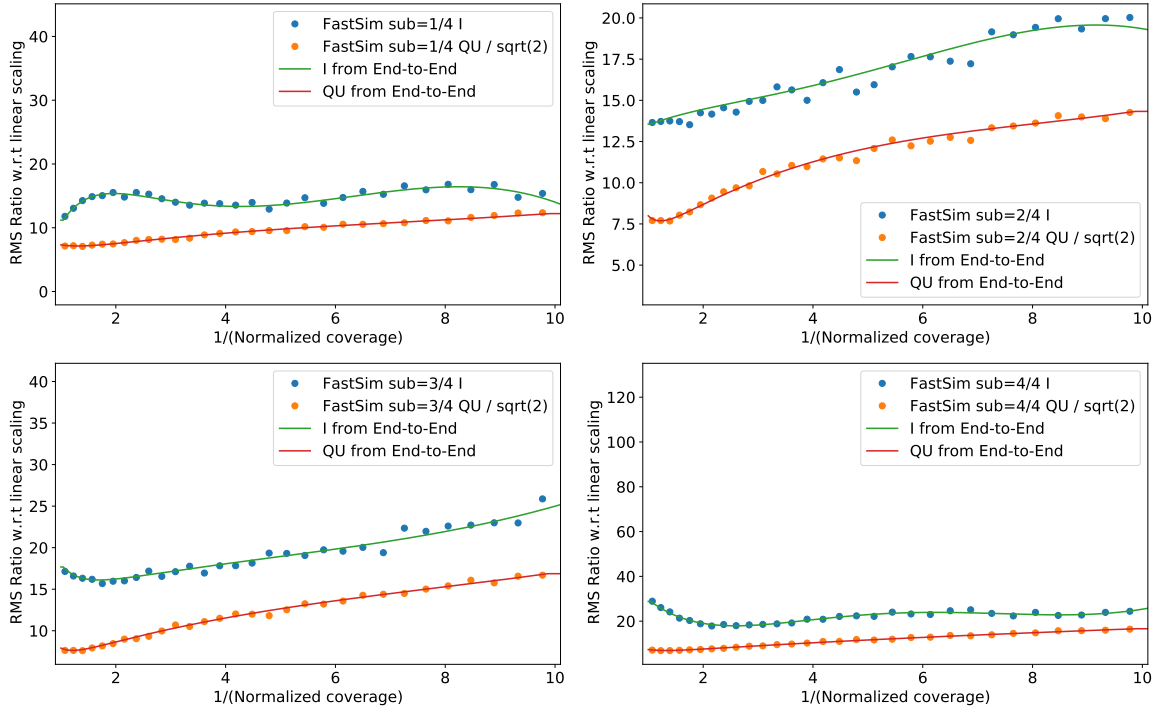 RMS Ratio w.r.t linear scaling
40
30
20
10
0
FastSim sub=1/4 I
FastSim sub=1/4 QU / sqrt(2)
I from End-to-End
QU from End-to-End
2 4 6 8 10
1/(Normalized coverage)
RMS Ratio w.r.t linear scaling
20.0
17.5
15.0
12.5
10.0
7.5
5.0
FastSim sub=2/4 I
FastSim sub=2/4 QU / sqrt(2)
I from End-to-End
QU from End-to-End
2 4 6 8 10
1/(Normalized coverage)
RMS Ratio w.r.t linear scaling
40
35
30
25
20
15
10
FastSim sub=3/4 I
FastSim sub=3/4 QU / sqrt(2)
I from End-to-End
QU from End-to-End
2 4 6 8 10
1/(Normalized coverage)
RMS Ratio w.r.t linear scaling
120
100
80
60
40
20
FastSim sub=4/4 I
FastSim sub=4/4 QU / sqrt(2)
I from End-to-End
QU from End-to-End
2 4 6 8 10
1/(Normalized coverage)